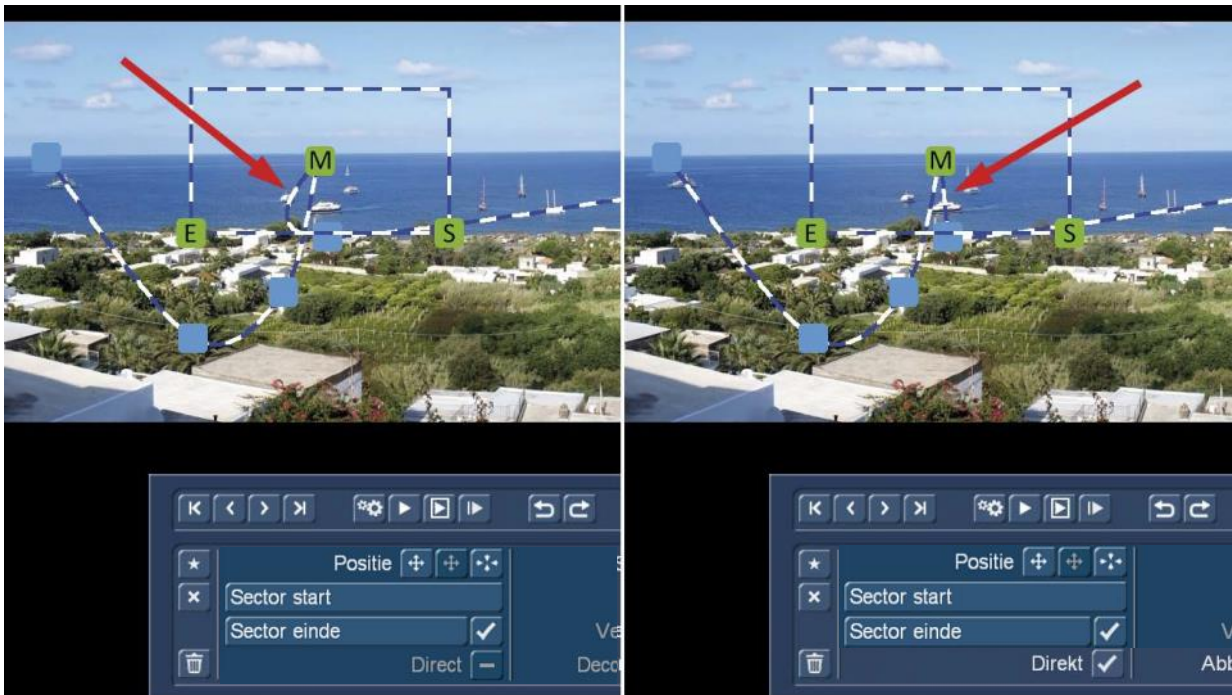 M
E
S
Positie
Sector start
Sector einde
Direct
M
E
S
Positie
Sector start
Sector einde
Direkt